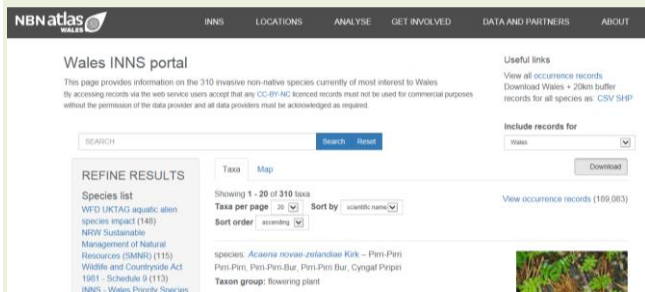 NBN atlas
WALES
INNS LOCATIONS ANALYSE GET INVOLVED DATA AND PARTNERS ABOUT
Wales INNS portal
This page provides information on the 310 invasive non-native species currently of most interest to Wales
By accessing records via the web service users accept that any CC-BY-NC licenced records must not be used for commercial purposes
without the permission of the data provider and all data providers must be acknowledged as required.
Useful links
View all occurrence records
Download Wales + 20km buffer
records for all species as: CSV SHP
Include records for
Wales
Download
SEARCH
Search Reset
REFINE RESULTS
Species list
WFD UKTAG aquatic alien
species impact (148)
NRW Sustainable
Management of Natural
Resources (SMNR) (115)
Wildlife and Countryside Act
1981 - Schedule 9 (113)
INNS - Wales Priority Species
Taxa Map
Showing 1 - 20 of 310 taxa
Taxa per page 20 Sort by scientific name
Sort order ascending
View occurrence records (189,083)
species: Acaena novae-zelandiae Kirk – Pirri-Pirri
Pirri-Pirri, Pirri-Pirri-Bur, Pirri-Pirri Bur, Cyngaf Piripiri
Taxon group: flowering plant